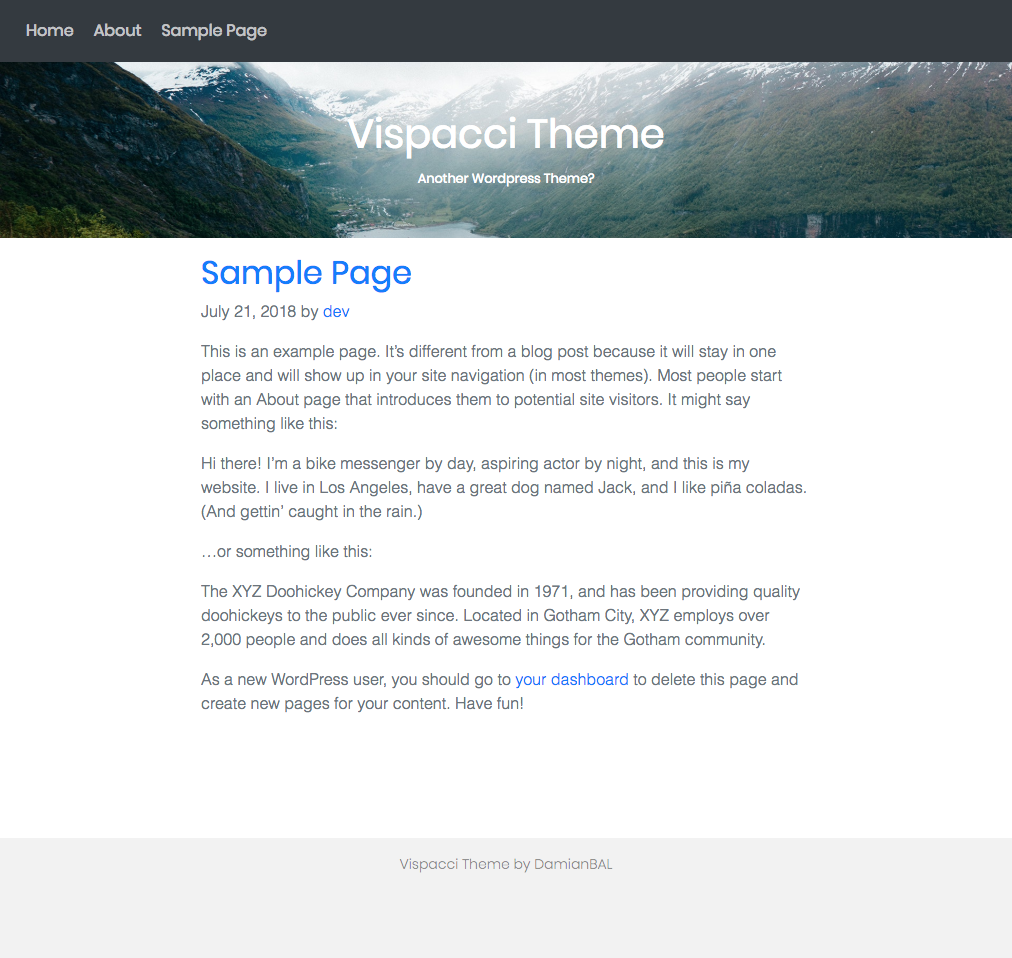 Home About Sample Page
Vispacci Theme
Another Wordpress Theme?
Sample Page
July 21, 2018 by dev
This is an example page. It’s different from a blog post because it will stay in one
place and will show up in your site navigation (in most themes). Most people start
with an About page that introduces them to potential site visitors. It might say
something like this:
Hi there! I’m a bike messenger by day, aspiring actor by night, and this is my
website. I live in Los Angeles, have a great dog named Jack, and I like piña coladas.
(And gettin’ caught in the rain.)
…or something like this:
The XYZ Doohickey Company was founded in 1971, and has been providing quality
doohickeys to the public ever since. Located in Gotham City, XYZ employs over
2,000 people and does all kinds of awesome things for the Gotham community.
As a new WordPress user, you should go to your dashboard to delete this page and
create new pages for your content. Have fun!
Vispacci Theme by DamianBAL